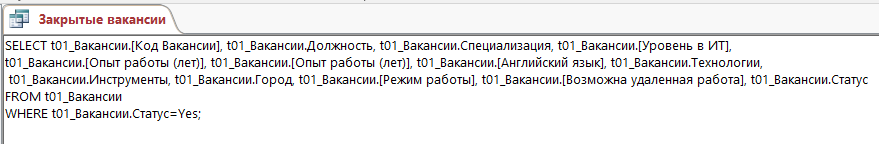 Закрытые вакансии
SELECT t01_Вакансии.[Код Вакансии], t01_Вакансии.Должность, t01_Вакансии.Специализация, t01_Вакансии.[Уровень в ИТ],
t01_Вакансии.[Опыт работы (лет)], t01_Вакансии.[Опыт работы (лет)], t01_Вакансии.[Английский язык], t01_Вакансии.Технологии,
t01_Вакансии.Инструменты, t01_Вакансии.Город, t01_Вакансии.[Режим работы], t01_Вакансии.[Возможна удаленная работа], t01_Вакансии.Статус
FROM t01_Вакансии
WHERE t01_Вакансии.Статус=Yes;